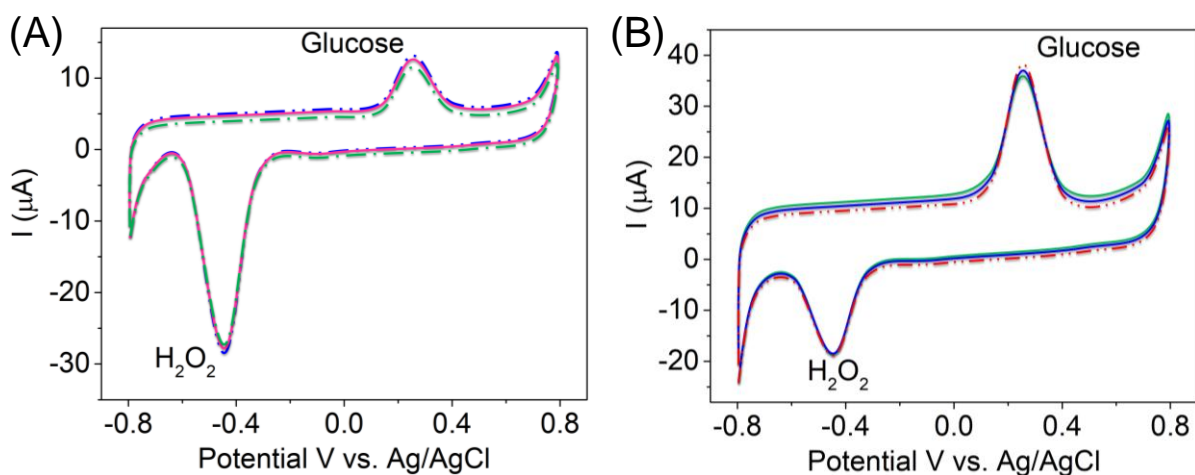 (A)
Glucose
10
0
-10
-20
-30
I (μA)
H₂O₂
-0.8 -0.4 0.0 0.4 0.8
Potential V vs. Ag/AgCl
(B)
Glucose
40
30
20
10
0
-10
-20
I (μA)
H₂O₂
-0.8 -0.4 0.0 0.4 0.8
Potential V vs. Ag/AgCl